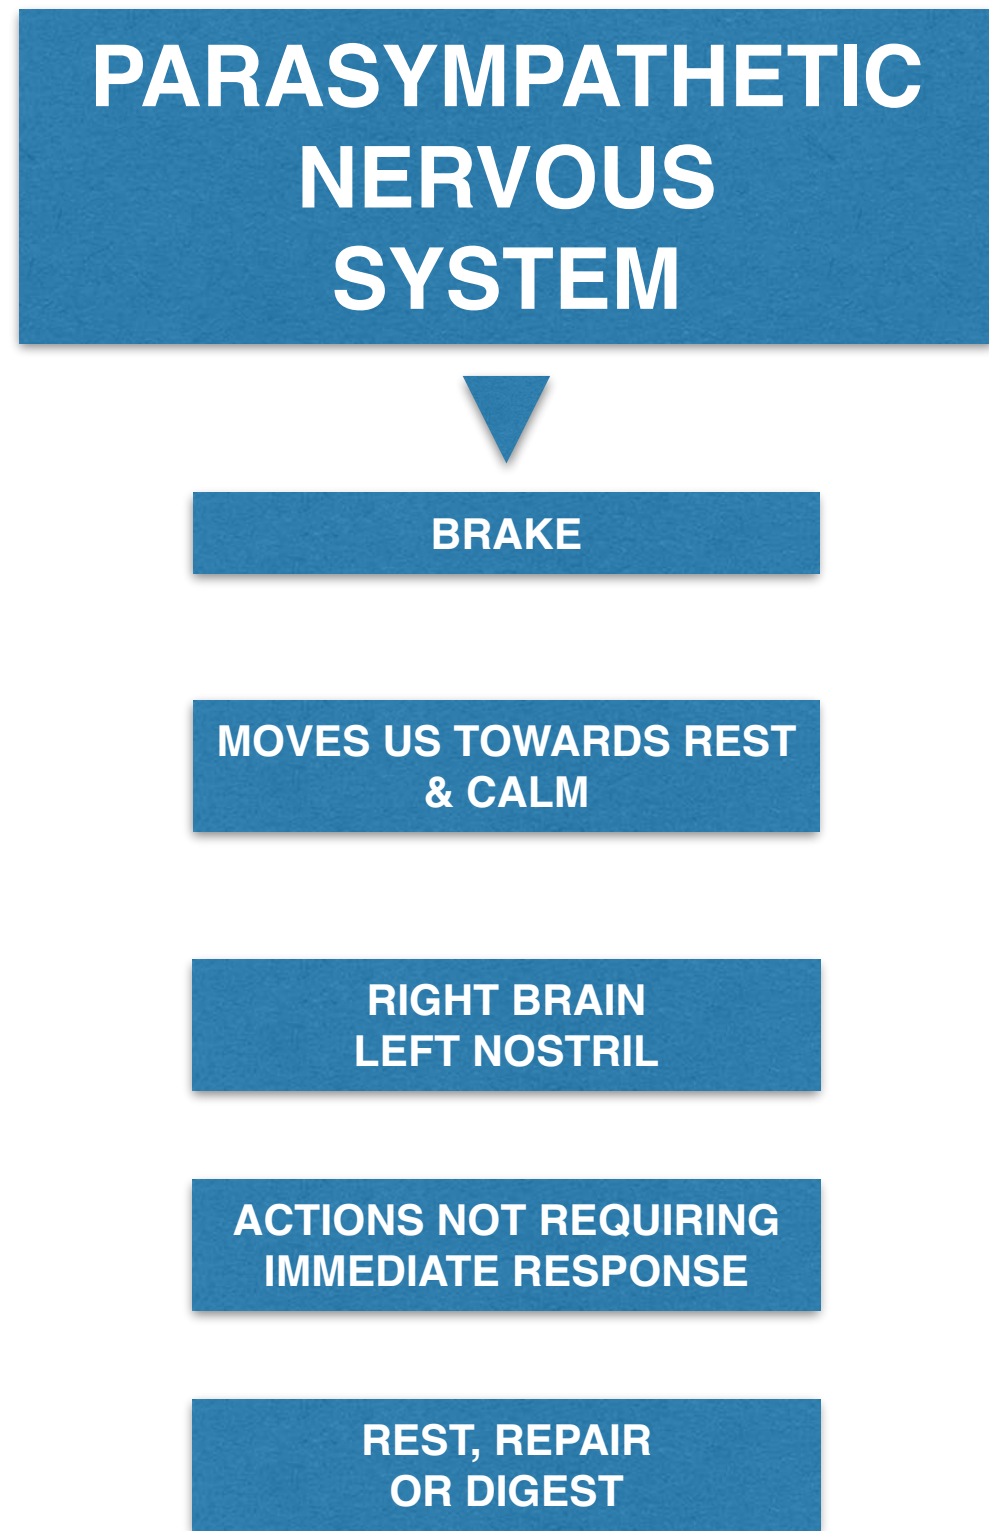 PARASYMPATHETIC
NERVOUS
SYSTEM
BRAKE
MOVES US TOWARDS REST
& CALM
RIGHT BRAIN
LEFT NOSTRIL
ACTIONS NOT REQUIRING
IMMEDIATE RESPONSE
REST, REPAIR
OR DIGEST